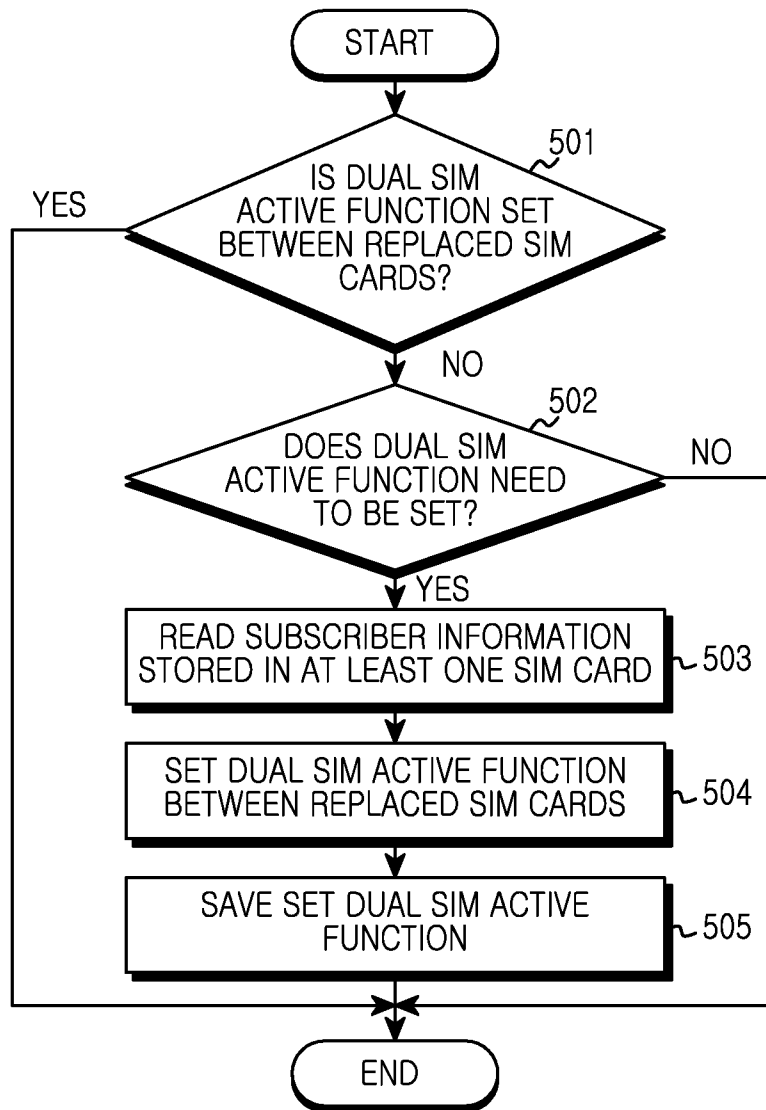 START
501
IS DUAL SIM
YES
ACTIVE FUNCTION SET
BETWEEN REPLACED SIM
CARDS?
NO
502
DOES DUAL SIM
NO
ACTIVE FUNCTION NEED
TO BE SET?
YES
READ SUBSCRIBER INFORMATION
STORED IN AT LEAST ONE SIM CARD
503
SET DUAL SIM ACTIVE FUNCTION
BETWEEN REPLACED SIM CARDS
504
SAVE SET DUAL SIM ACTIVE
FUNCTION
505
END